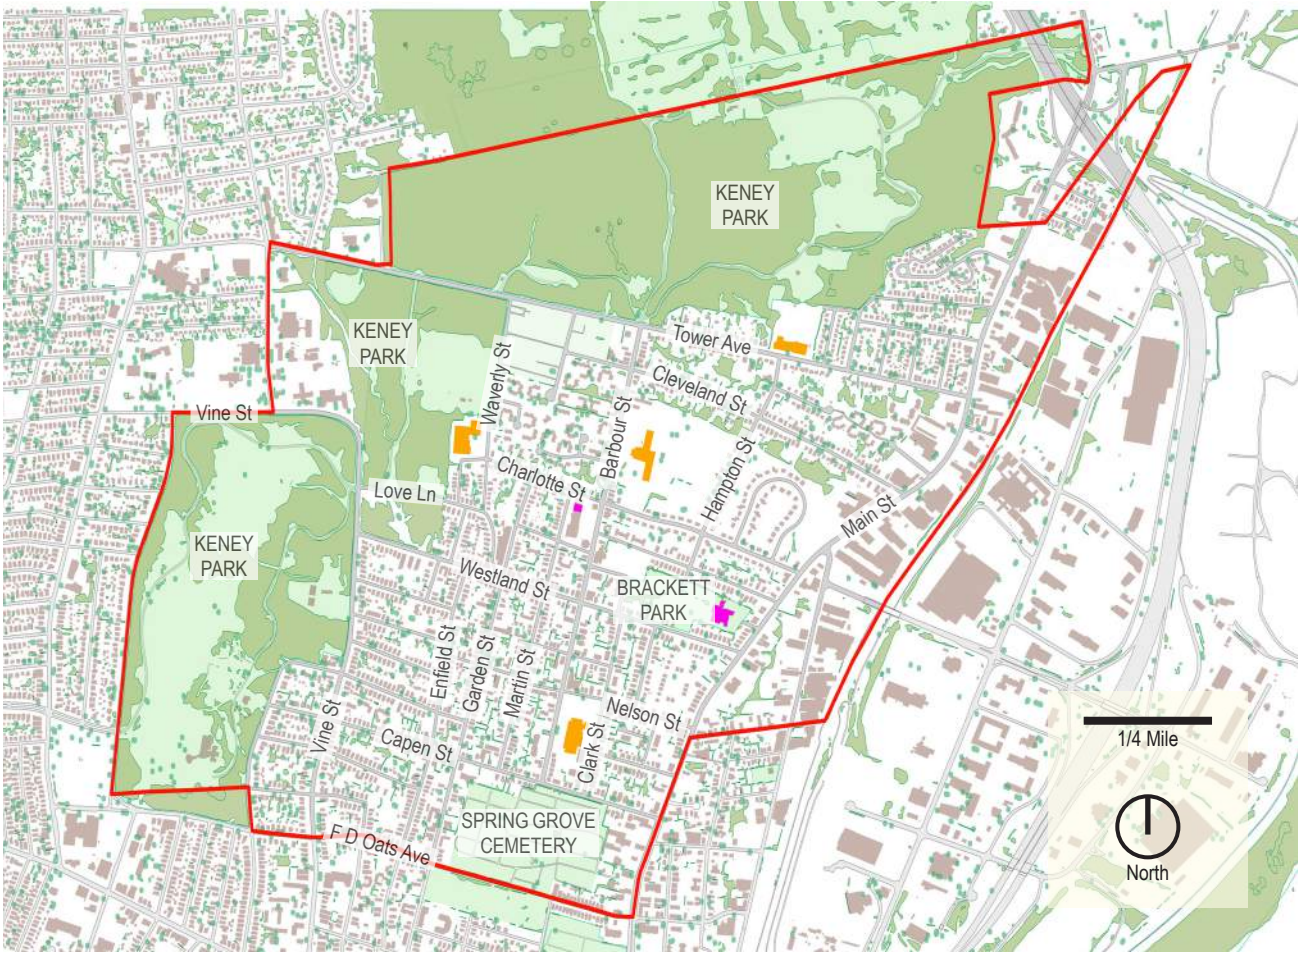 KENEY
PARK
Tower Ave
KENEY
PARK
Waverly St
Cleveland St
Vine St
Barbour St
Hampton St
Charlotte St
Love Ln
Main St
KENEY
PARK
Westland St
BRACKETT
PARK
Enfield St
Garden St
Martin St
Nelson St
Vine St
Capen St
Clark St
1/4 Mile
SPRING GROVE
CEMETERY
F D Oats Ave
North